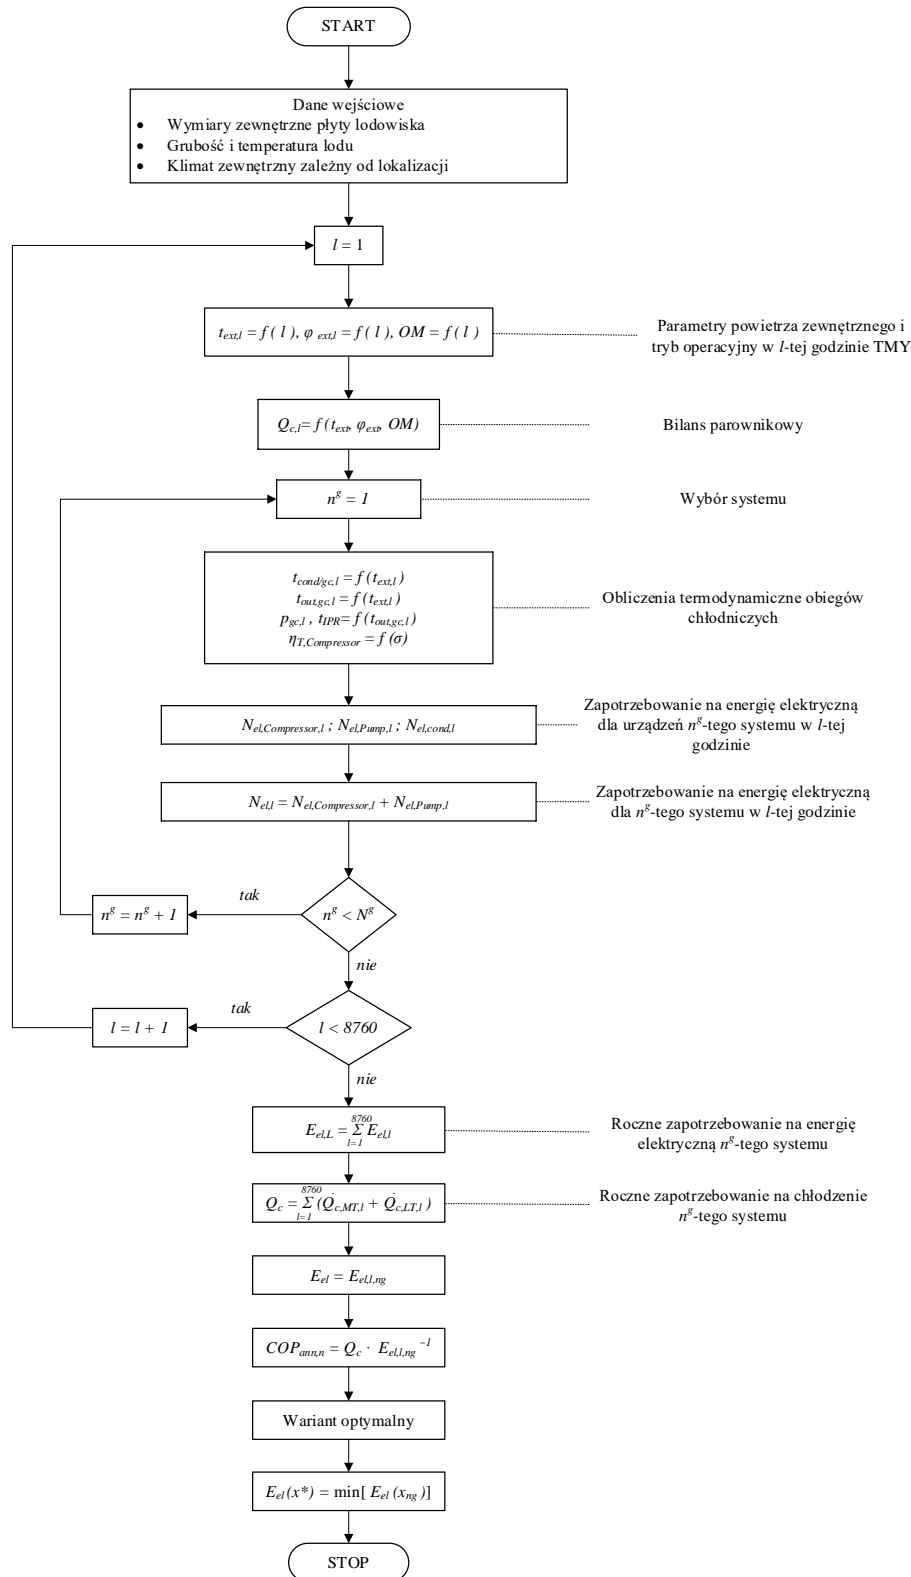 START
Dane wejściowe
• Wymiary zewnętrzne płyty lodowiska
• Grubość i temperatura lodu
• Klimat zewnętrzny zależny od lokalizacji
l = 1
t_ext,l = f ( l ), φ_ext,l = f ( l ), OM = f ( l )
Parametry powietrza zewnętrznego i
tryb operacyjny w l-tej godzinie TMY
Q_c,l = f (t_ext, φ_ext, OM)
Bilans parownikowy
n^g = 1
Wybór systemu
t_cond/gc,l = f (t_ext,l)
t_out,gc,l = f (t_ext,l)
p_gc,l , t_IPR = f (t_out,gc,l)
η_T,Compressor = f (σ)
Obliczenia termodynamiczne obiegów
chłodniczych
N_el,Compressor,l ; N_el,Pump,l ; N_el,cond,l
Zapotrzebowanie na energię elektryczną
dla urządzeń n^g-tego systemu w l-tej
godzinie
N_el,l = N_el,Compressor,l + N_el,Pump,l
Zapotrzebowanie na energię elektryczną
dla n^g-tego systemu w l-tej godzinie
n^g < N^g
tak
n^g = n^g + 1
nie
l < 8760
tak
l = l + 1
nie
E_el,L = Σ_{l=1}^{8760} E_el,l
Roczne zapotrzebowanie na energię
elektryczną n^g-tego systemu
Q_c = Σ_{l=1}^{8760} (Q̇_c,MT,l + Q̇_c,LT,l )
Roczne zapotrzebowanie na chłodzenie
n^g-tego systemu
E_el = E_el,l,ng
COP_ann,n = Q_c · E_el,l,ng^-1
Wariant optymalny
E_el (x*) = min[ E_el (x_ng )]
STOP